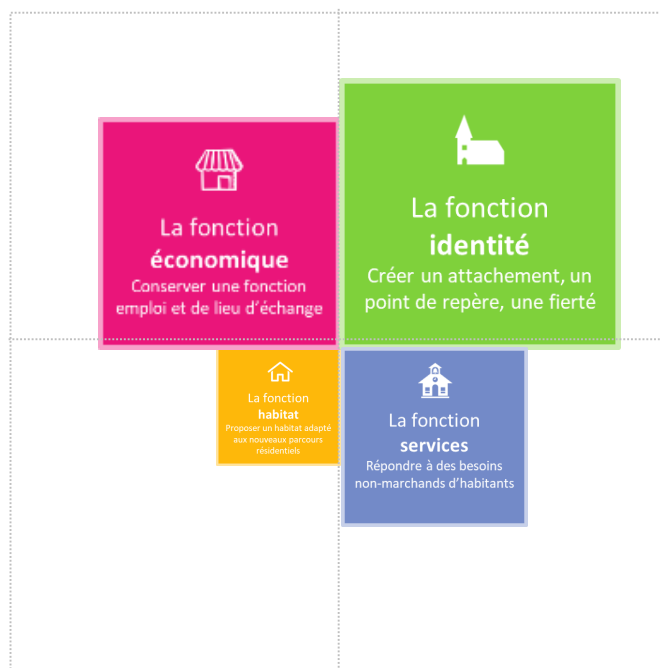 La fonction
économique
Conserver une fonction
emploi et de lieu d'échange
La fonction
identité
Créer un attachement, un
point de repère, une fierté
La fonction
habitat
Proposer un habitat adapté
aux nouveaux parcours
résidentiels
La fonction
services
Répondre à des besoins
non-marchands d'habitants